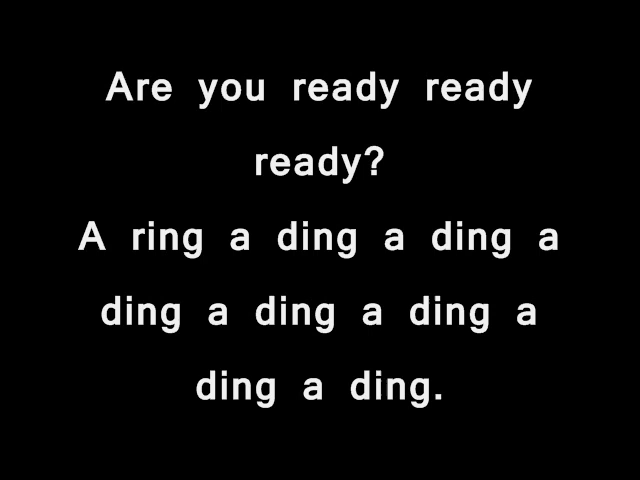 Are you ready ready
ready?
A ring a ding a ding a
ding a ding a ding a
ding a ding.